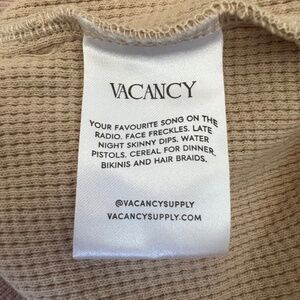 VACANCY
YOUR FAVOURITE SONG ON THE
RADIO. FACE FRECKLES. LATE
NIGHT SKINNY DIPS. WATER
PISTOLS. CEREAL FOR DINNER.
BIKINIS AND HAIR BRAIDS.
@VACANCYSUPPLY
VACANCYSUPPLY.COM